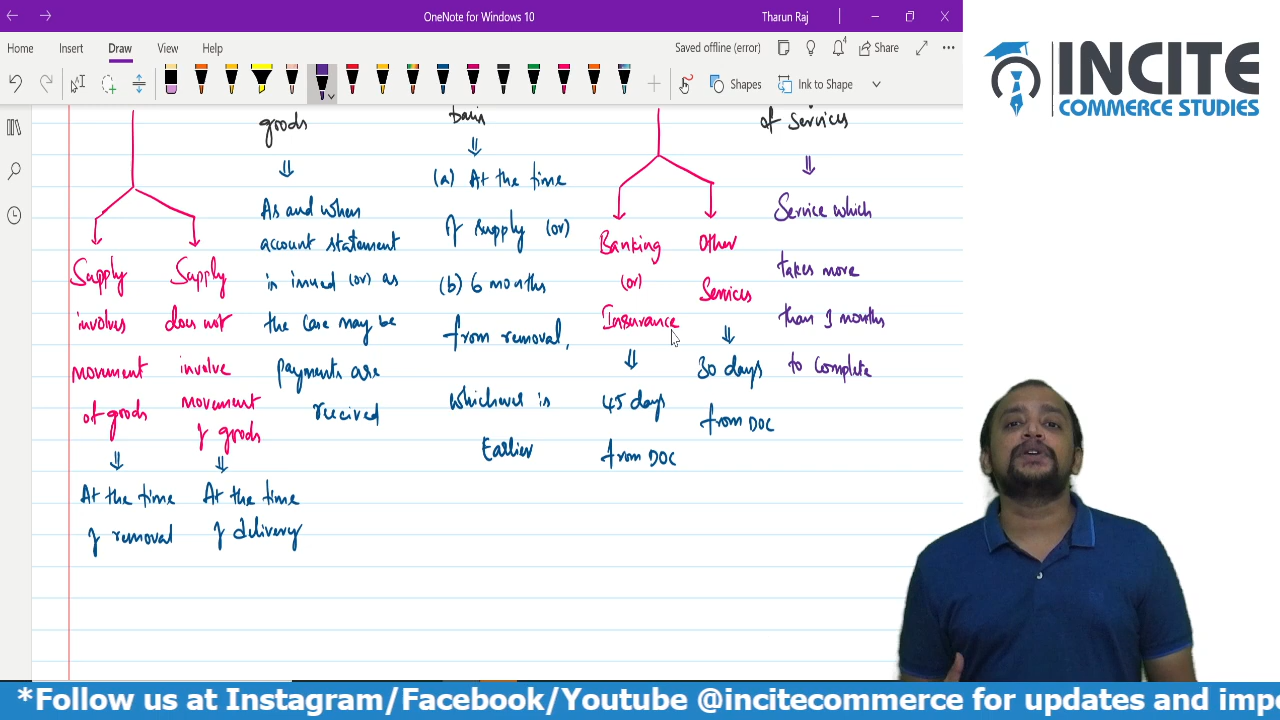 OneNote for Windows 10
Tharun Raj
Home
Insert
Draw
View
Help
Saved offline (error)
4
Share
Shapes
Ink to Shape
INCITE
COMMERCE STUDIES
goods
As and when
account statement
is issued (or) as
the case may be
payments are
received
basis
(a) At the time
of supply (or)
(b) 6 months
from removal,
whichever is
Earlier
of services
Service which
takes more
than 3 months
to complete
Supply
involves
movement
of goods
At the time
of removal
Supply
does not
involve
movement
of goods
At the time
of delivery
Banking
(or)
Insurance
45 days
from DOC
Other
Services
30 days
from DOC
*Follow us at Instagram/Facebook/Youtube @incitecommerce for updates and impo